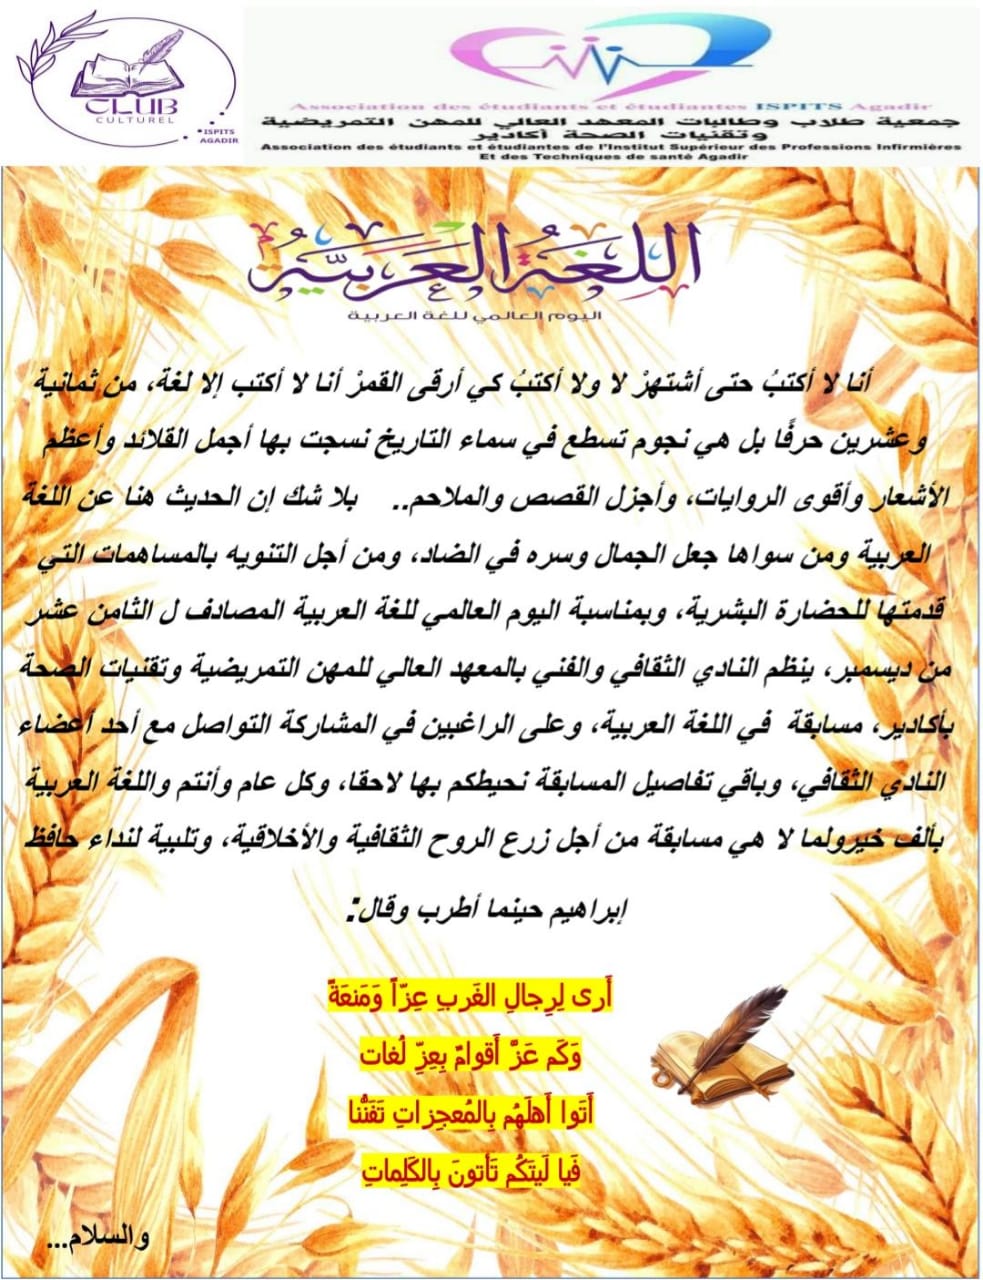 CLUB
CULTUREL
ISPITS
AGADIR
Association des étudiants et étudiantes ISPITS Agadir
جمعية طلاب وطالبات المعهد العالي للمهن التمريضية
وتقنيات الصحة أكادير
Association des étudiants et étudiantes de l'Institut Supérieur des Professions Infirmières
Et des Techniques de santé Agadir
اللغة العربية
اليوم العالمي للغة العربية
أنا لا أكتبُ حتى أشتهرْ لا ولا أكتبُ كي أرقى القمرْ أنا لا أكتب إلا لغة، من ثمانية
وعشرين حرفًا بل هي نجوم تسطع في سماء التاريخ نسجت بها أجمل القلائد وأعظم
الأشعار وأقوى الروايات، وأجزل القصص والملاحم.. بلا شك إن الحديث هنا عن اللغة
العربية ومن سواها جعل الجمال وسره في الضاد، ومن أجل التنويه بالمساهمات التي
قدمتها للحضارة البشرية، وبمناسبة اليوم العالمي للغة العربية المصادف ل الثامن عشر
من ديسمبر، ينظم النادي الثقافي والفني بالمعهد العالي للمهن التمريضية وتقنيات الصحة
بأكادير، مسابقة في اللغة العربية، وعلى الراغبين في المشاركة التواصل مع أحد أعضاء
النادي الثقافي، وباقي تفاصيل المسابقة نحيطكم بها لاحقا، وكل عام وأنتم واللغة العربية
بألف خيرولما لا هي مسابقة من أجل زرع الروح الثقافية والأخلاقية، وتلبية لنداء حافظ
إبراهيم حينما أطرب وقال:
أَرى لِرِجالِ الغَربِ عِزّاً وَمَنعَةً
وَكَم عَزَّ أَقوامٌ بِعِزِّ لُغات
أَتَوا أَهلَهُم بِالمُعجِزاتِ تَفَنُّنا
فَيا لَيتَكُم تَأتونَ بِالكَلِماتِ
والسلام...